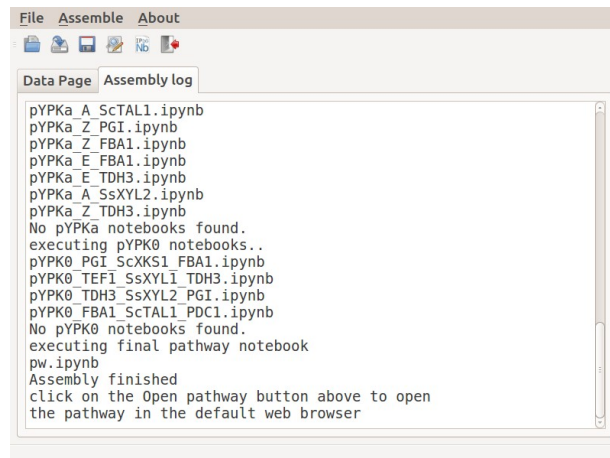 File Assemble About
IP[y] Nb
Data Page Assembly log
pYPKa_A_ScTAL1.ipynb
pYPKa_Z_PGI.ipynb
pYPKa_Z_FBA1.ipynb
pYPKa_E_FBA1.ipynb
pYPKa_E_TDH3.ipynb
pYPKa_A_SsXYL2.ipynb
pYPKa_Z_TDH3.ipynb
No pYPKa notebooks found.
executing pYPK0 notebooks..
pYPK0_PGI_ScXKS1_FBA1.ipynb
pYPK0_TEF1_SsXYL1_TDH3.ipynb
pYPK0_TDH3_SsXYL2_PGI.ipynb
pYPK0_FBA1_ScTAL1_PDC1.ipynb
No pYPK0 notebooks found.
executing final pathway notebook
pw.ipynb
Assembly finished
click on the Open pathway button above to open
the pathway in the default web browser